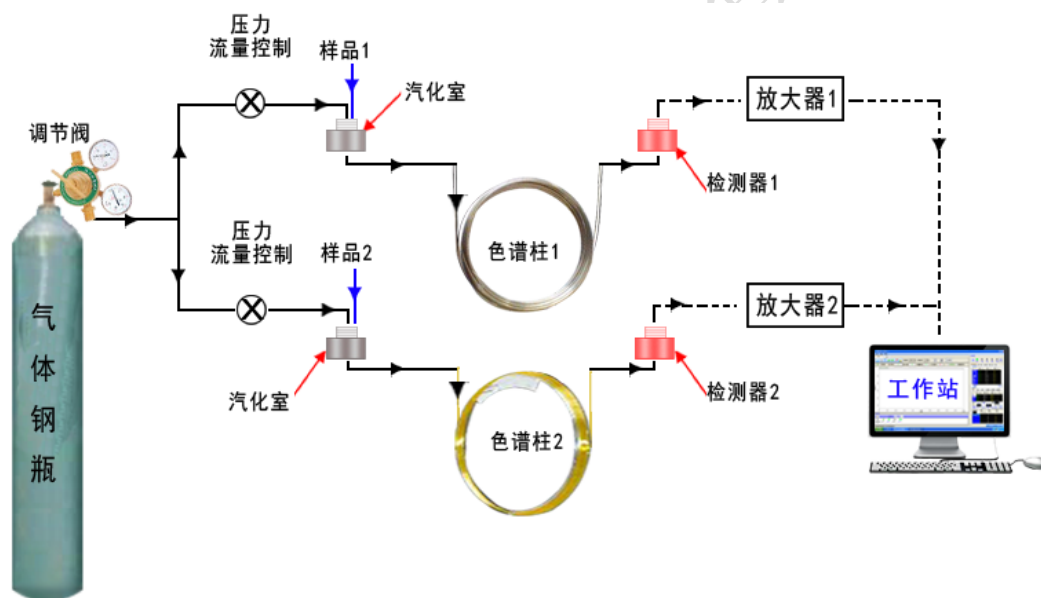 压力
流量控制
样品1
汽化室
放大器1
调节阀
检测器1
色谱柱1
压力
流量控制
样品2
放大器2
气体钢瓶
汽化室
色谱柱2
检测器2
工作站